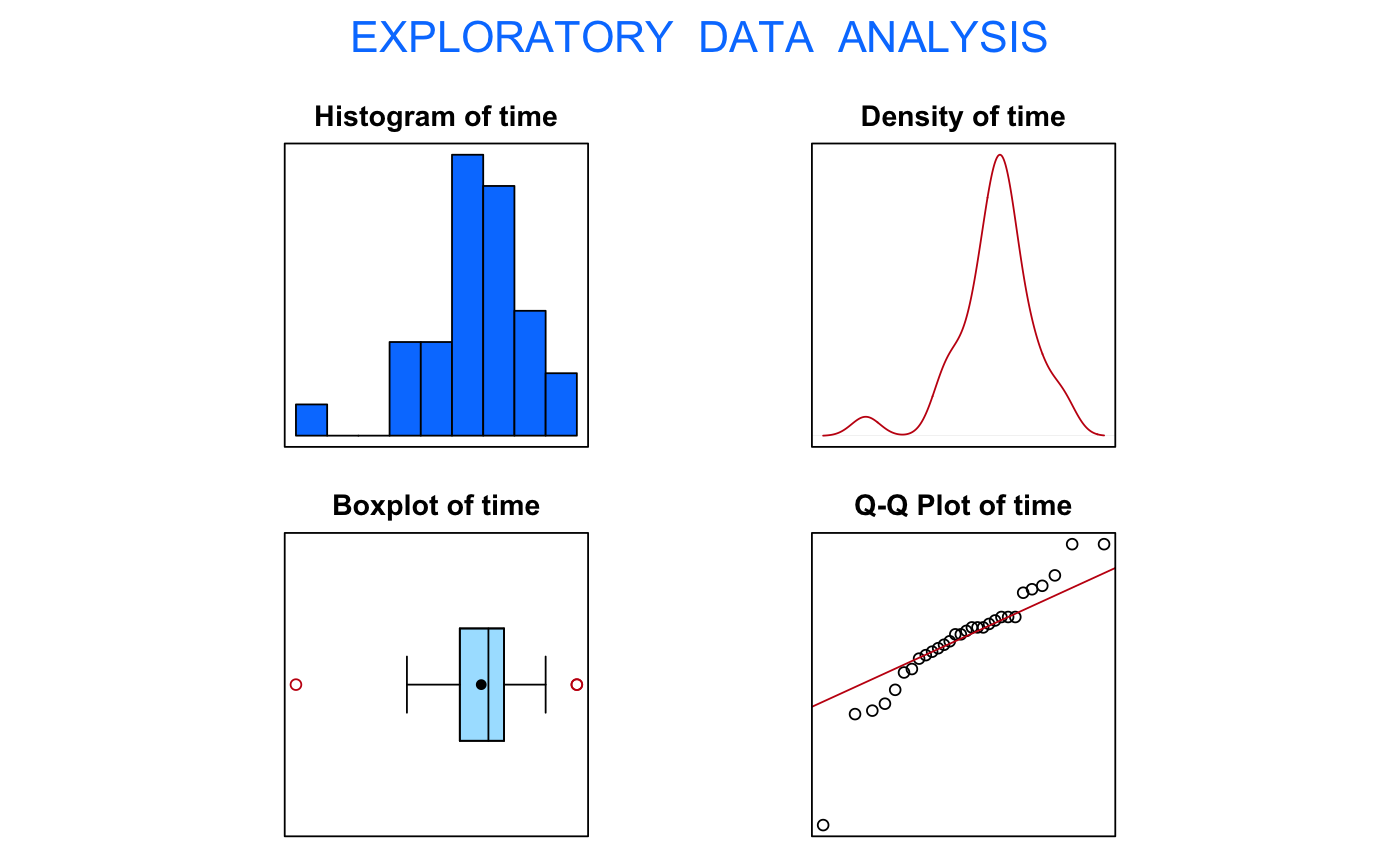 EXPLORATORY DATA ANALYSIS
Histogram of time
Density of time
Boxplot of time
Q-Q Plot of time